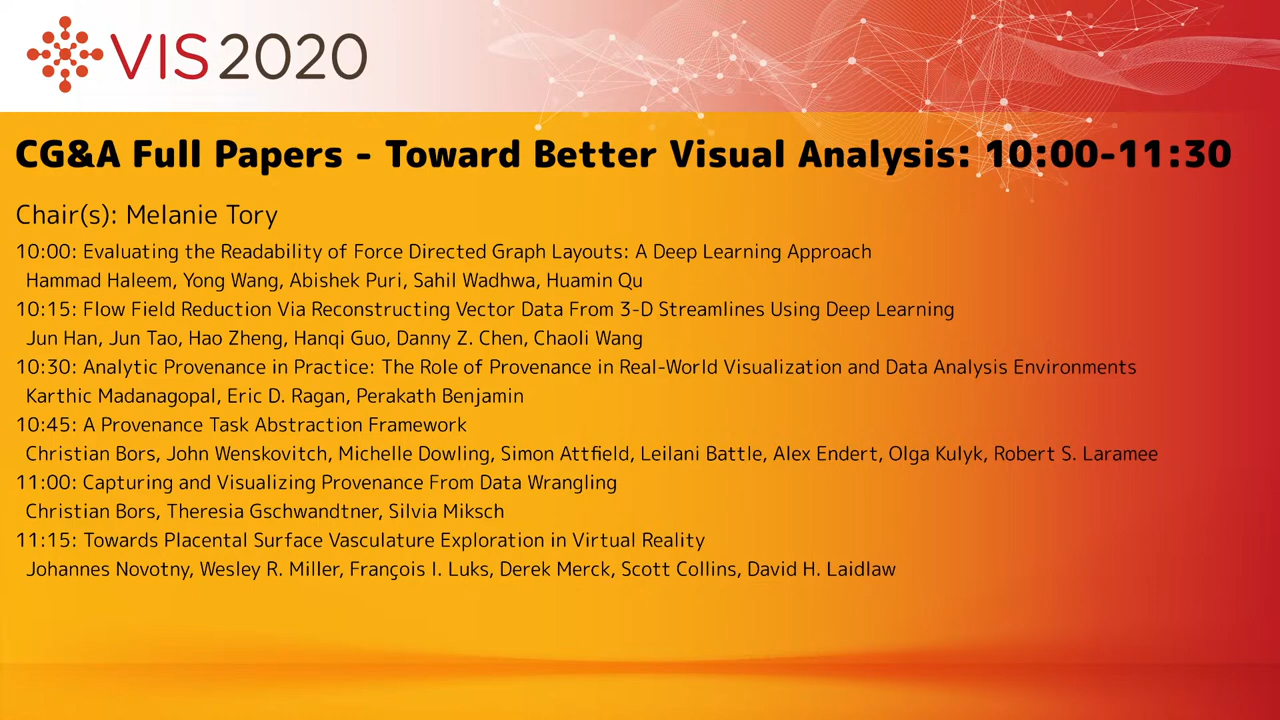 VIS2020
CG&A Full Papers - Toward Better Visual Analysis: 10:00-11:30
Chair(s): Melanie Tory
10:00: Evaluating the Readability of Force Directed Graph Layouts: A Deep Learning Approach
Hammad Haleem, Yong Wang, Abishek Puri, Sahil Wadhwa, Huamin Qu
10:15: Flow Field Reduction Via Reconstructing Vector Data From 3-D Streamlines Using Deep Learning
Jun Han, Jun Tao, Hao Zheng, Hanqi Guo, Danny Z. Chen, Chaoli Wang
10:30: Analytic Provenance in Practice: The Role of Provenance in Real-World Visualization and Data Analysis Environments
Karthic Madanagopal, Eric D. Ragan, Perakath Benjamin
10:45: A Provenance Task Abstraction Framework
Christian Bors, John Wenskovitch, Michelle Dowling, Simon Attfield, Leilani Battle, Alex Endert, Olga Kulyk, Robert S. Laramee
11:00: Capturing and Visualizing Provenance From Data Wrangling
Christian Bors, Theresia Gschwandtner, Silvia Miksch
11:15: Towards Placental Surface Vasculature Exploration in Virtual Reality
Johannes Novotny, Wesley R. Miller, François I. Luks, Derek Merck, Scott Collins, David H. Laidlaw